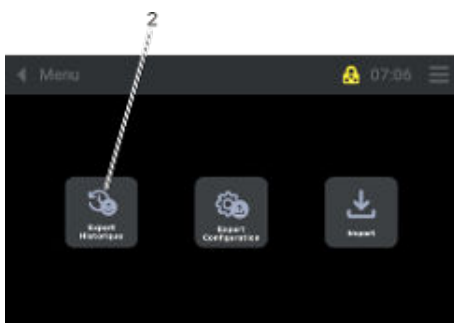 2
Menu
07:06
Export
Historique
Export
Configuration
Import